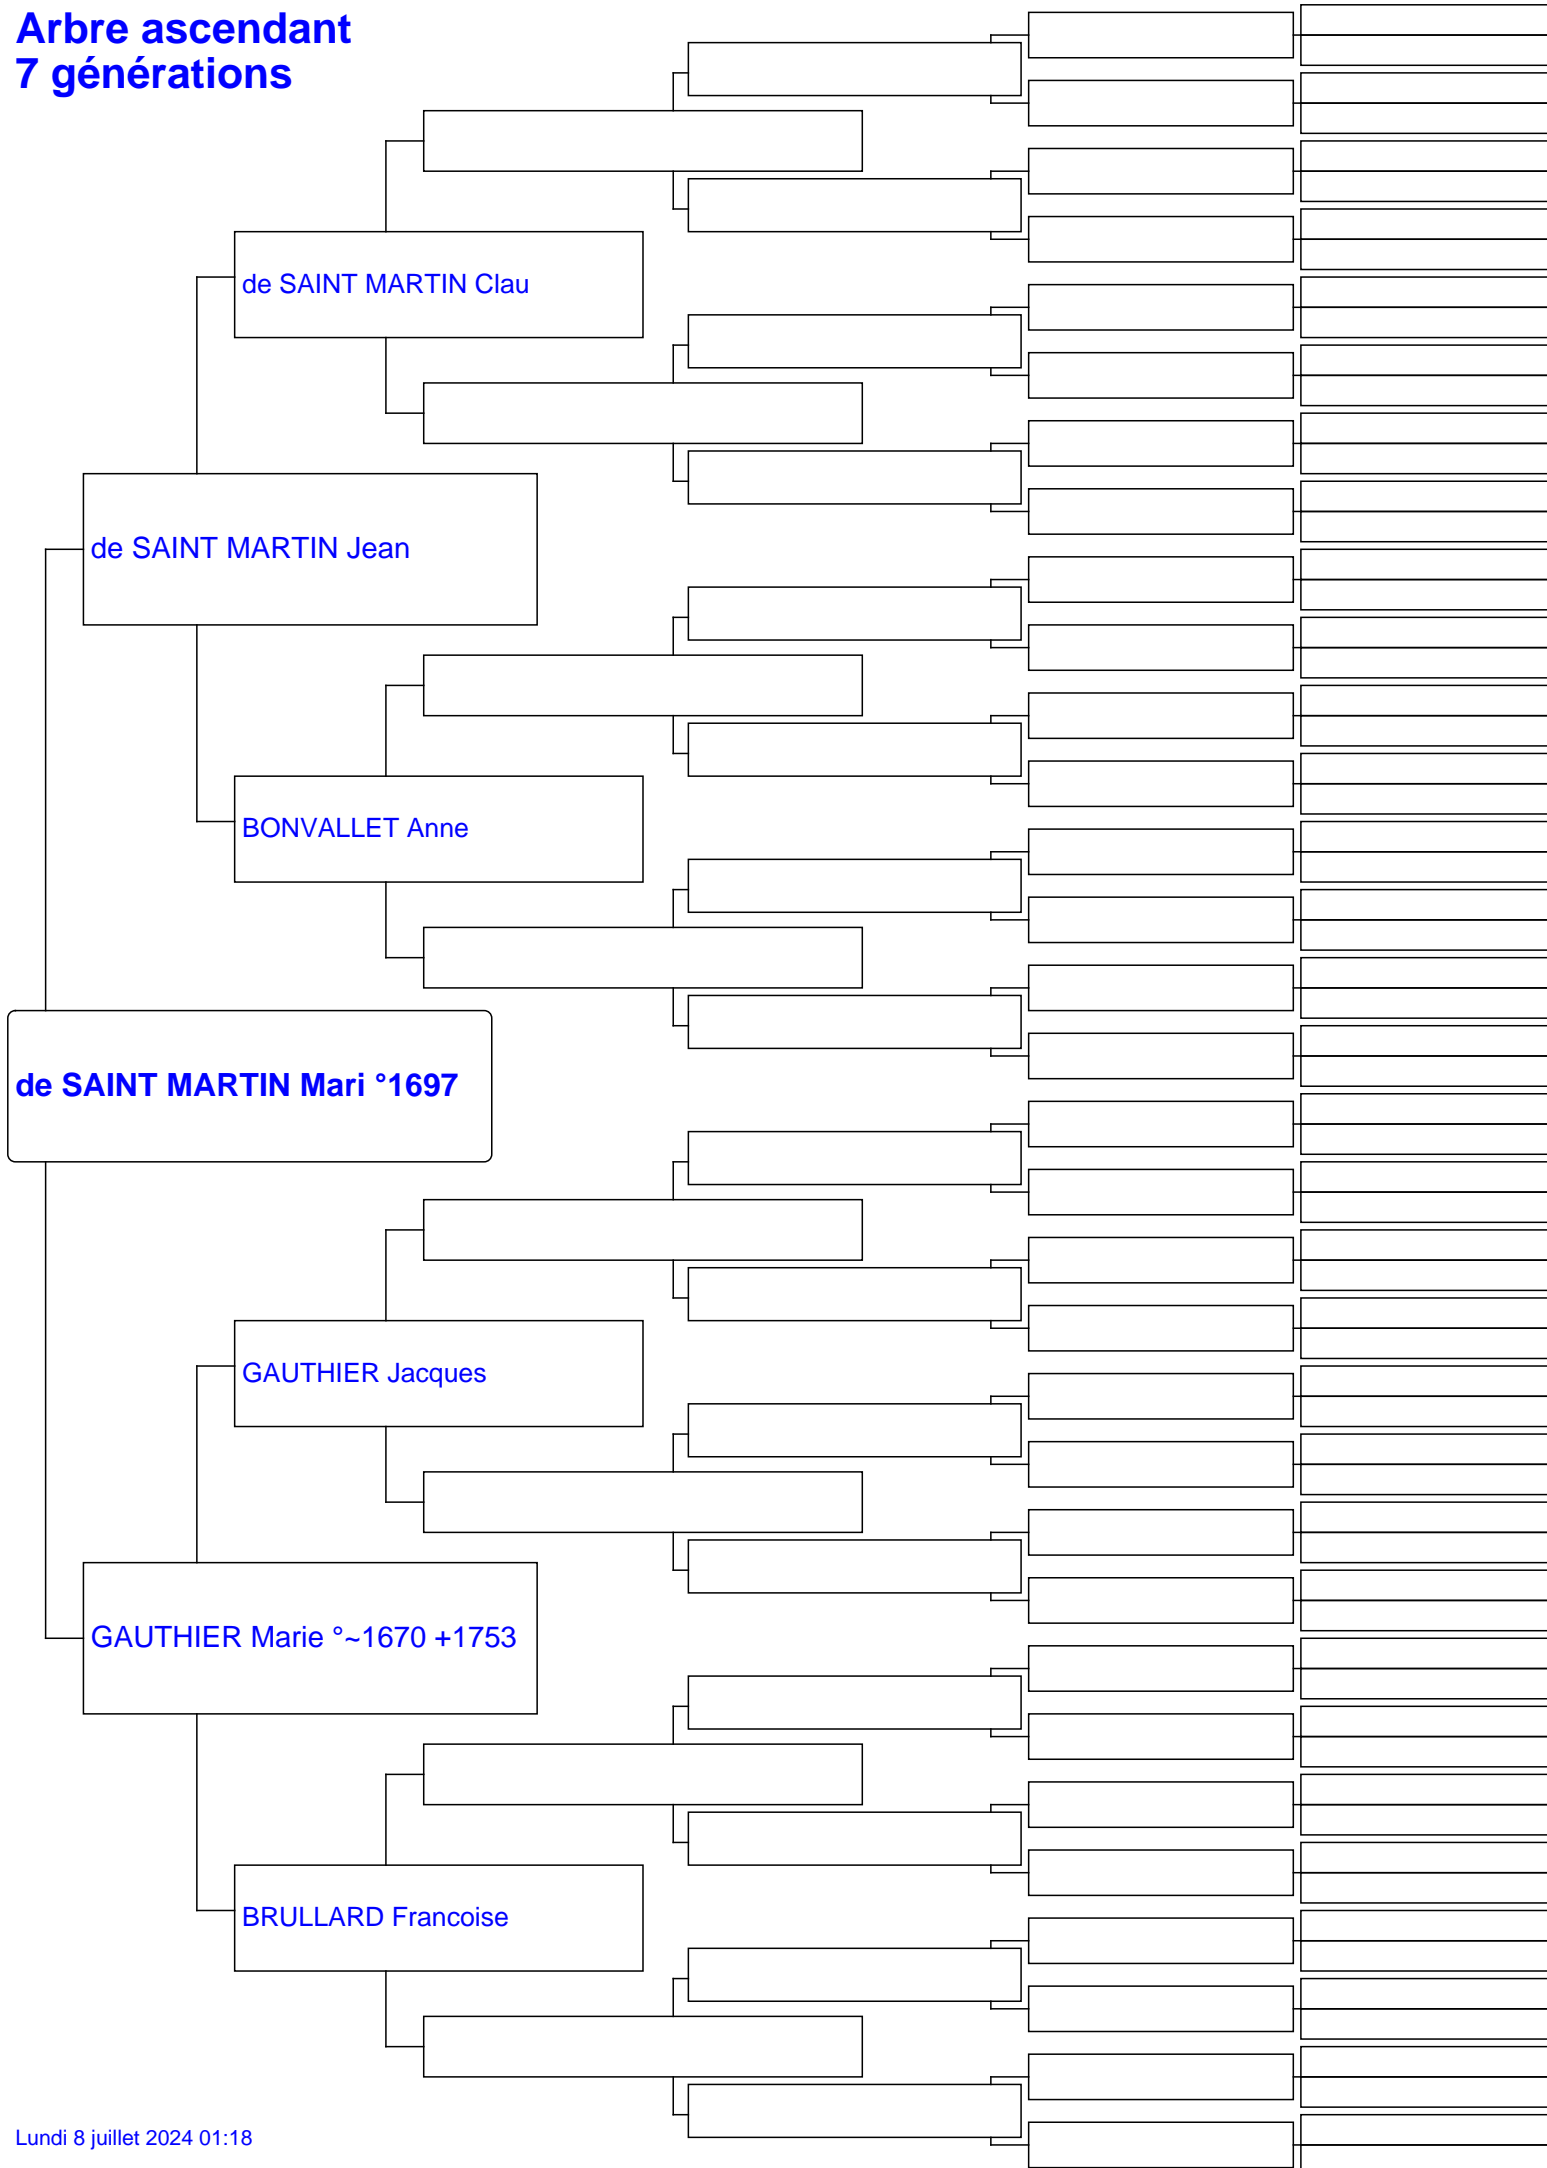 Arbre ascendant
7 générations
de SAINT MARTIN Clau
de SAINT MARTIN Jean
BONVALLET Anne
de SAINT MARTIN Mari °1697
GAUTHIER Jacques
GAUTHIER Marie °~1670 +1753
BRULLARD Francoise
Lundi 8 juillet 2024 01:18